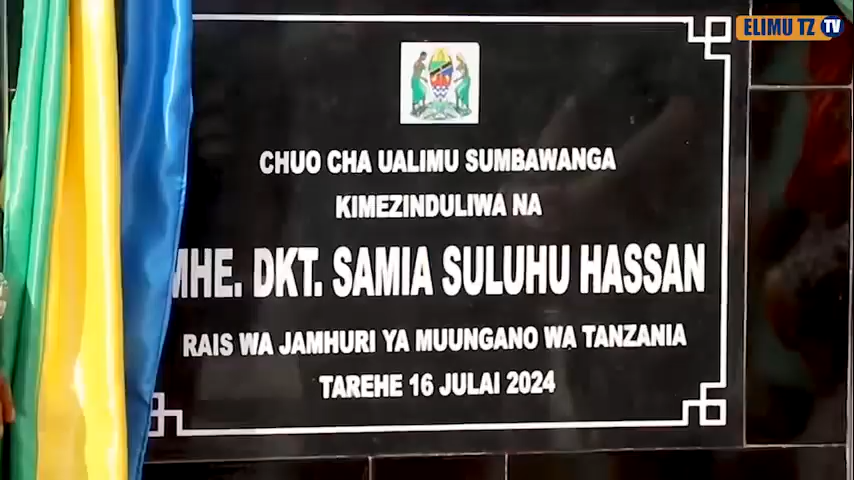 ELIMU TZ TV
CHUO CHA UALIMU SUMBAWANGA
KIMEZINDULIWA NA
MHE. DKT. SAMIA SULUHU HASSAN
RAIS WA JAMHURI YA MUUNGANO WA TANZANIA
TAREHE 16 JULAI 2024